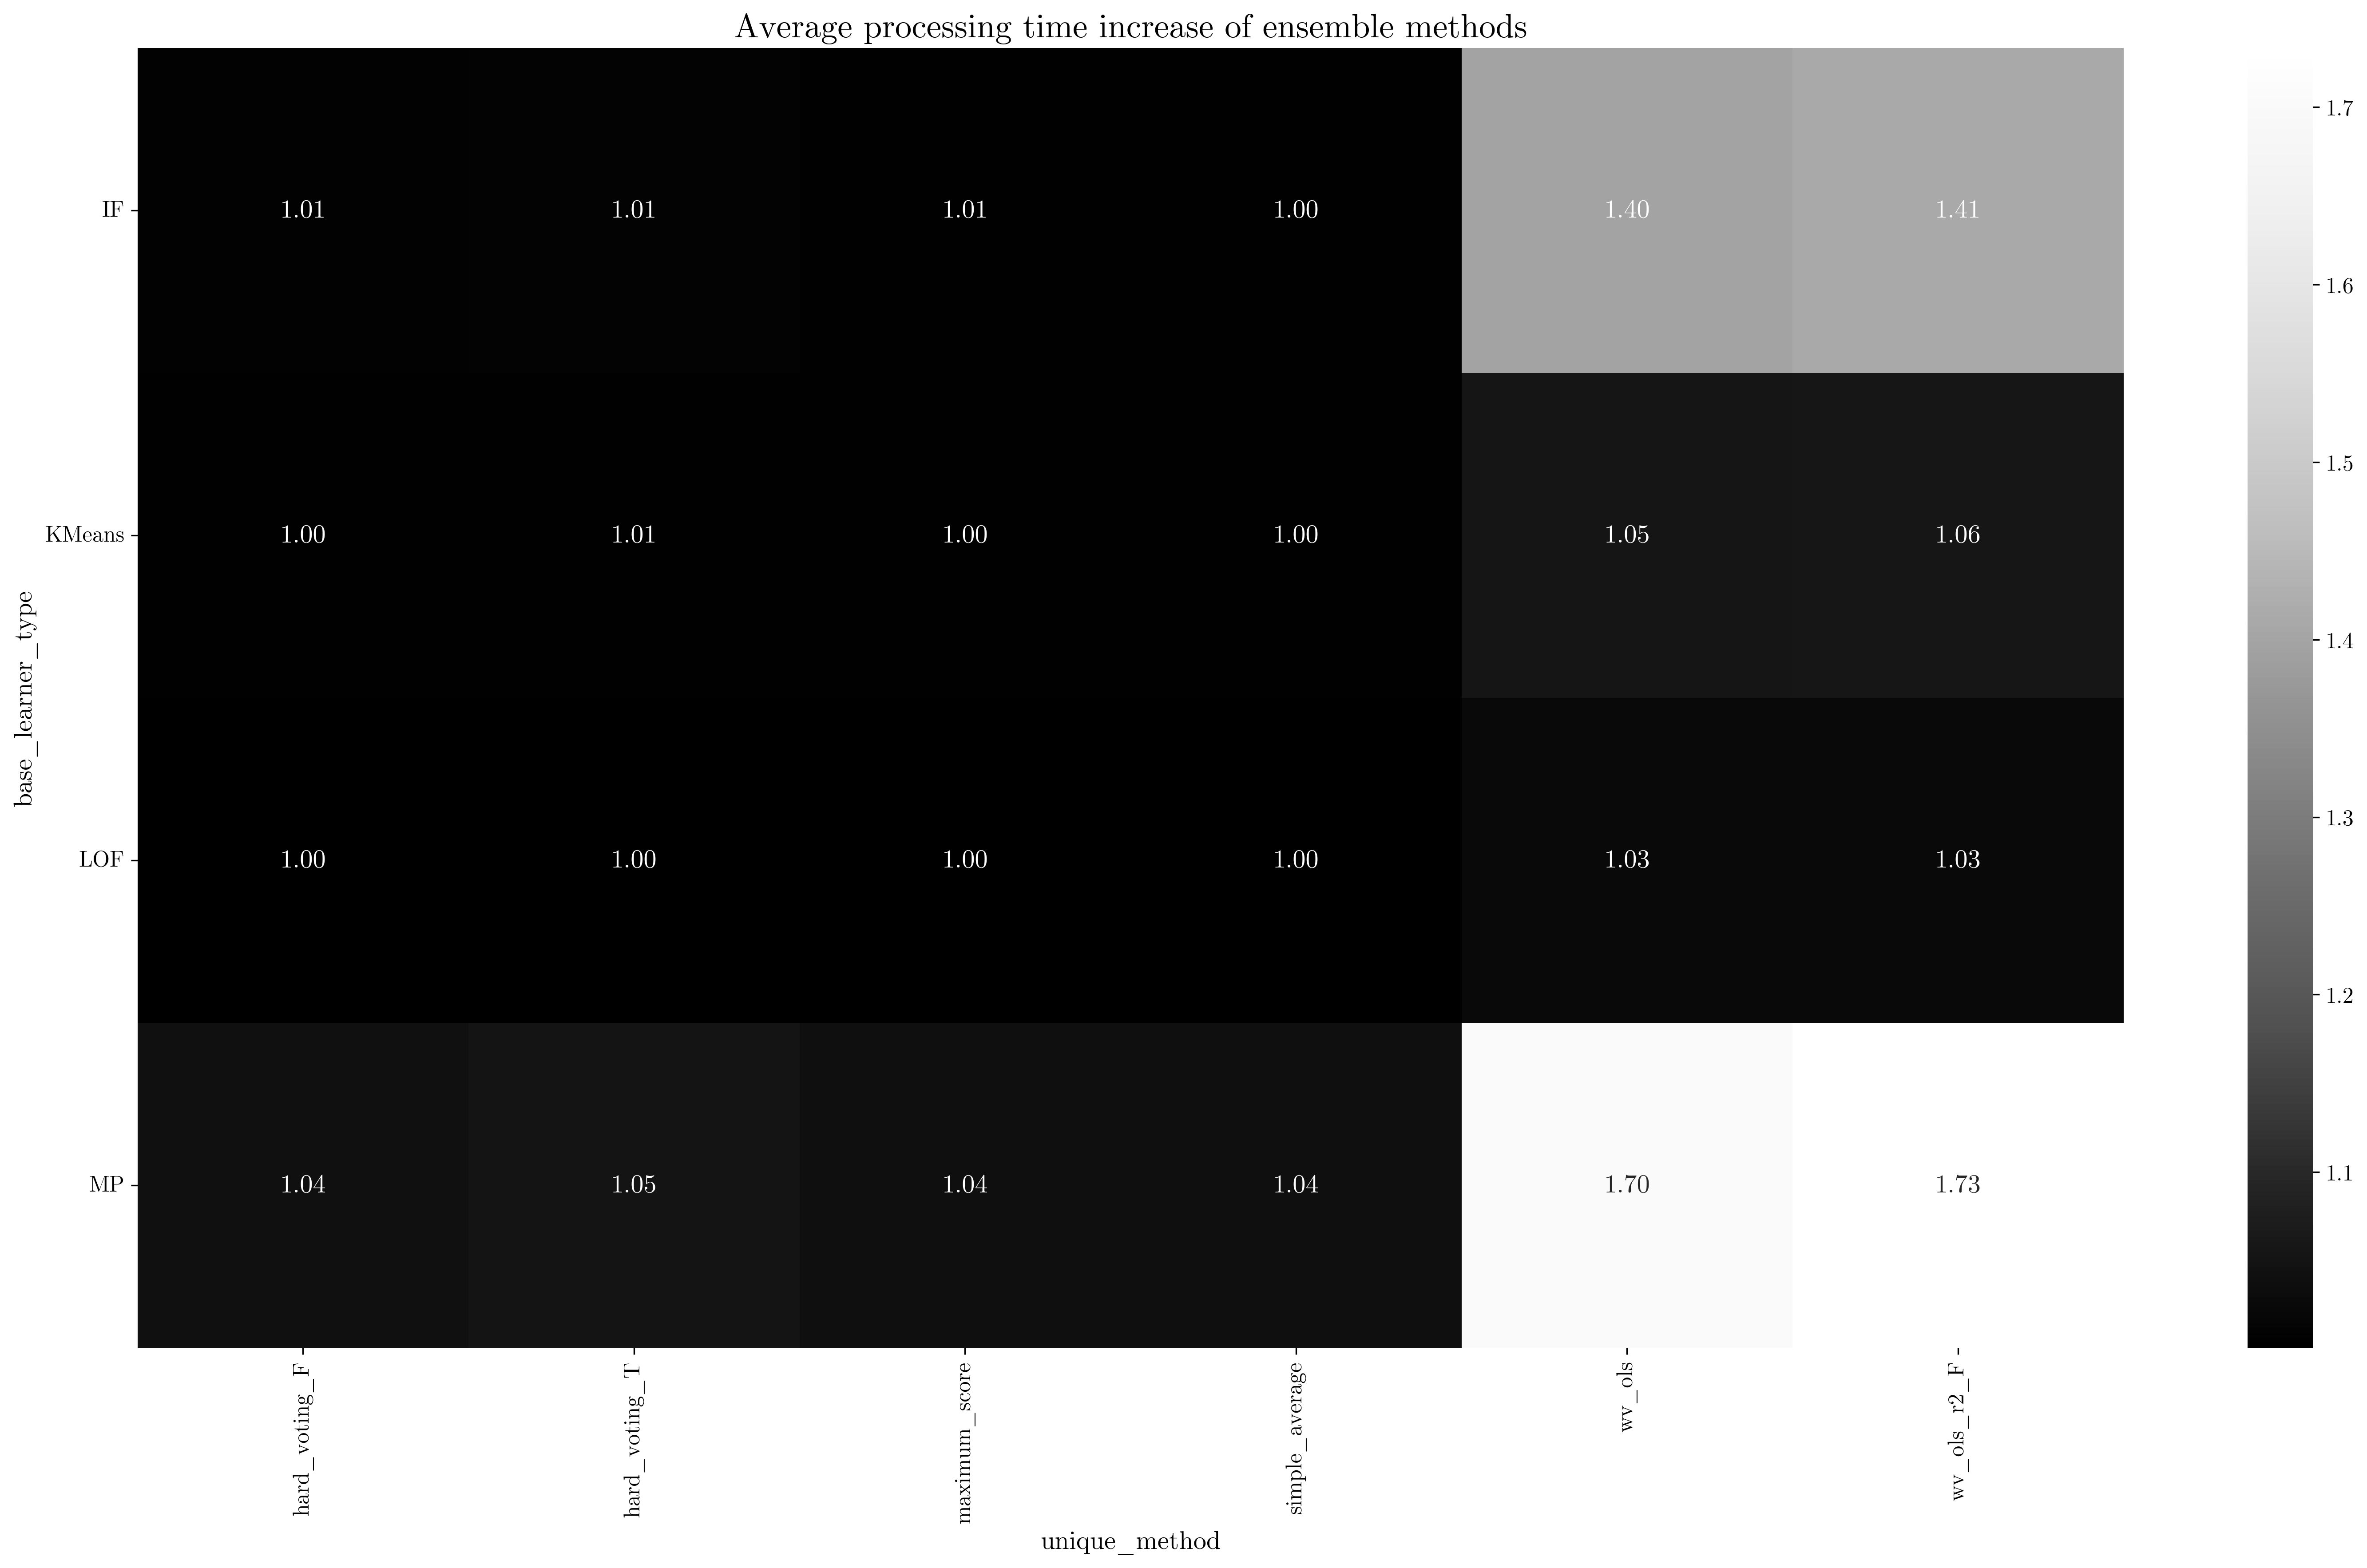 Average processing time increase of ensemble methods
base_learner_type
IF
1.01 1.01 1.01 1.00 1.40 1.41
KMeans
1.00 1.01 1.00 1.00 1.05 1.06
LOF
1.00 1.00 1.00 1.00 1.03 1.03
MP
1.04 1.05 1.04 1.04 1.70 1.73
hard_voting_F
hard_voting_T
maximum_score
simple_average
wv_ols
wv_ols_r2_F
unique_method
1.7
1.6
1.5
1.4
1.3
1.2
1.1